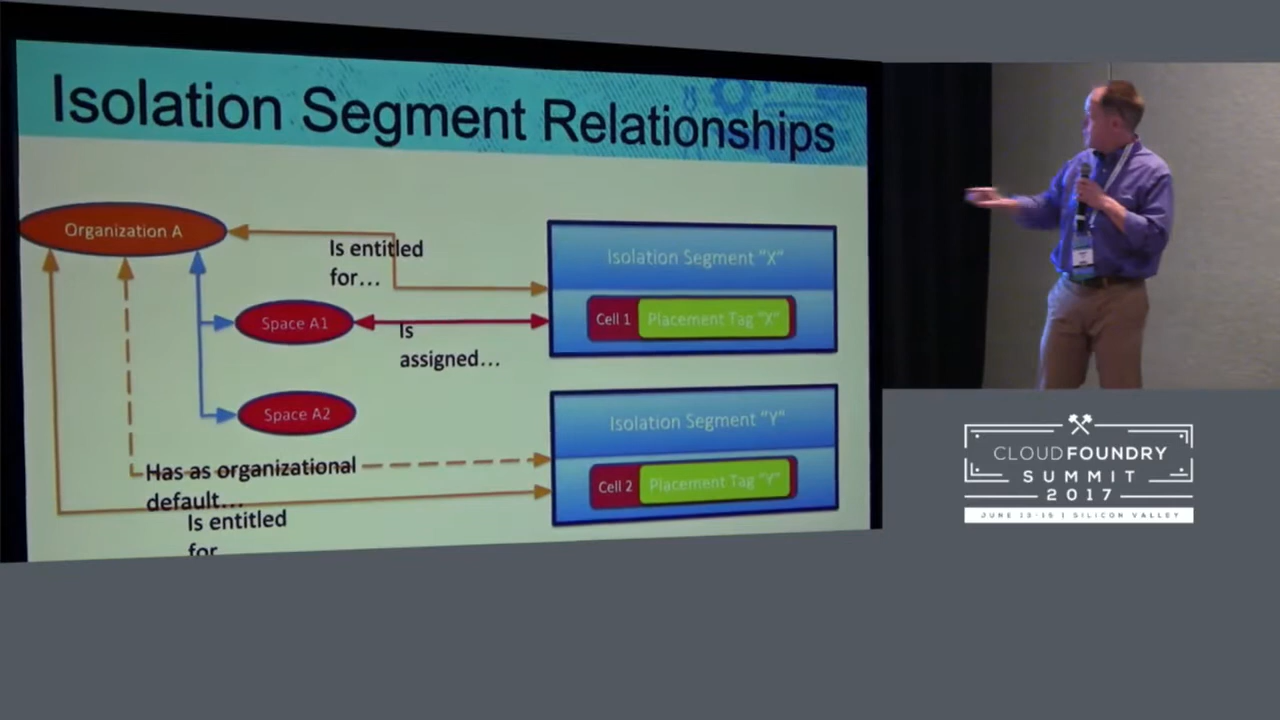 Isolation Segment Relationships
Organization A
Is entitled
for…
Isolation Segment "X"
Cell 1
Placement Tag "X"
Space A1
Is
assigned…
Space A2
Isolation Segment "Y"
Cell 2
Placement Tag "Y"
Has as organizational
default…
Is entitled
for
CLOUD FOUNDRY
SUMMIT
2017
JUNE 13-15 | SILICON VALLEY